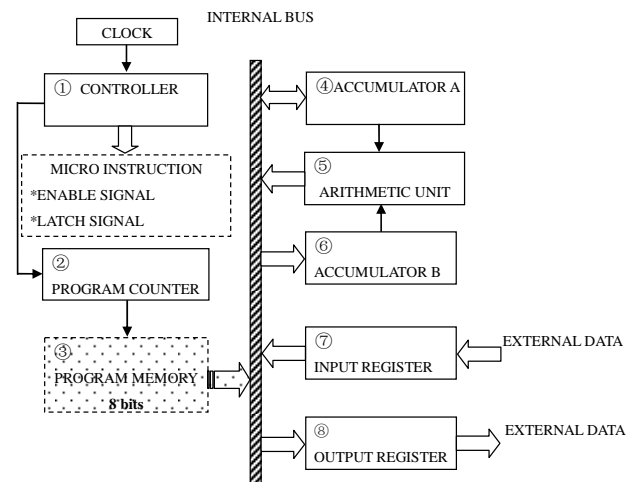 INTERNAL BUS
CLOCK
① CONTROLLER
MICRO INSTRUCTION
*ENABLE SIGNAL
*LATCH SIGNAL
②
PROGRAM COUNTER
③
PROGRAM MEMORY
8 bits
④ACCUMULATOR A
⑤
ARITHMETIC UNIT
⑥
ACCUMULATOR B
⑦
INPUT REGISTER
EXTERNAL DATA
⑧
OUTPUT REGISTER
EXTERNAL DATA